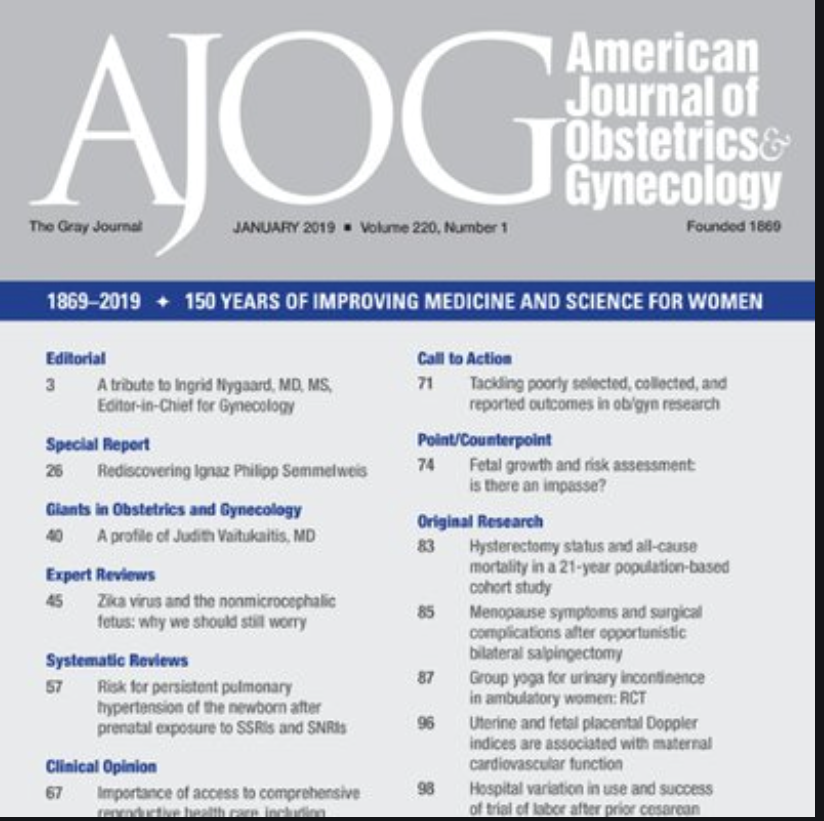 AJOG
American
Journal of
Obstetrics&
Gynecology
The Gray Journal
JANUARY 2019 ■ Volume 220, Number 1
Founded 1869
1869–2019 ✦ 150 YEARS OF IMPROVING MEDICINE AND SCIENCE FOR WOMEN
Editorial
3 A tribute to Ingrid Nygaard, MD, MS,
Editor-in-Chief for Gynecology
Special Report
26 Rediscovering Ignaz Philipp Semmelweis
Giants in Obstetrics and Gynecology
40 A profile of Judith Vaitukaitis, MD
Expert Reviews
45 Zika virus and the nonmicrocephalic
fetus: why we should still worry
Systematic Reviews
57 Risk for persistent pulmonary
hypertension of the newborn after
prenatal exposure to SSRIs and SNRIs
Clinical Opinion
67 Importance of access to comprehensive
reproductive health care, including
Call to Action
71 Tackling poorly selected, collected, and
reported outcomes in ob/gyn research
Point/Counterpoint
74 Fetal growth and risk assessment:
is there an impasse?
Original Research
83 Hysterectomy status and all-cause
mortality in a 21-year population-based
cohort study
85 Menopause symptoms and surgical
complications after opportunistic
bilateral salpingectomy
87 Group yoga for urinary incontinence
in ambulatory women: RCT
96 Uterine and fetal placental Doppler
indices are associated with maternal
cardiovascular function
98 Hospital variation in use and success
of trial of labor after prior cesarean